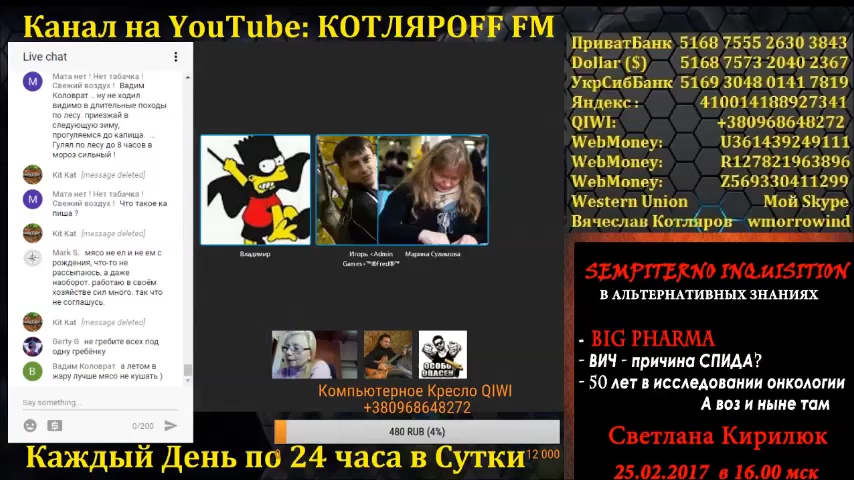 Канал на YouTube: КОТЛЯРОFF FM
Live chat
M
Мата нет ! Нет табачка !
Свежий воздух ! Вадим
Коловрат .. ну не ходил
видимо в длительные походы
по лесу. приезжай в
следующую зиму,
прогуляемся до капища. ...
Гулял по лесу до 8 часов в
мороз сильный !
Kit Kat [message deleted]
M
Мата нет ! Нет табачка !
Свежий воздух ! Что такое ка
пиша ?
Kit Kat [message deleted]
Mark S. мясо не ел и не ем с
рождения, что-то не
рассыпаюсь, а даже
наоборот. работаю в своём
хозяйстве сил много. так что
не соглашусь.
Kit Kat [message deleted]
Gerty G не гребите всех под
одну гребёнку
В
Вадим Коловрат а летом в
жару лучше мясо не кушать )
Say something...
0/200
Владимир
Игорь <Admin
Games>™®Fred®™
Марина Сулимова
ОСОБО
ОПАСЕН
Компьютерное Кресло QIWI
+380968648272
480 RUB (4%)
0
12 000
Каждый День по 24 часа в Сутки
ПриватБанк 5168 7555 2630 3843
Dollar ($) 5168 7573 2040 2367
УкрСибБанк 5169 3048 0141 7819
Яндекс : 410014188927341
QIWI: +380968648272
WebMoney: U361439249111
WebMoney: R127821963896
WebMoney: Z569330411299
Western Union Мой Skype
Вячеслав Котляров wmorrowind
SEMPITERNO INQUISITION
В АЛЬТЕРНАТИВНЫХ ЗНАНИЯХ
- BIG PHARMA
- ВИЧ - причина СПИДА?
- 50 лет в исследовании онкологии
А воз и ныне там
Светлана Кирилюк
25.02.2017 в 16.00 мск